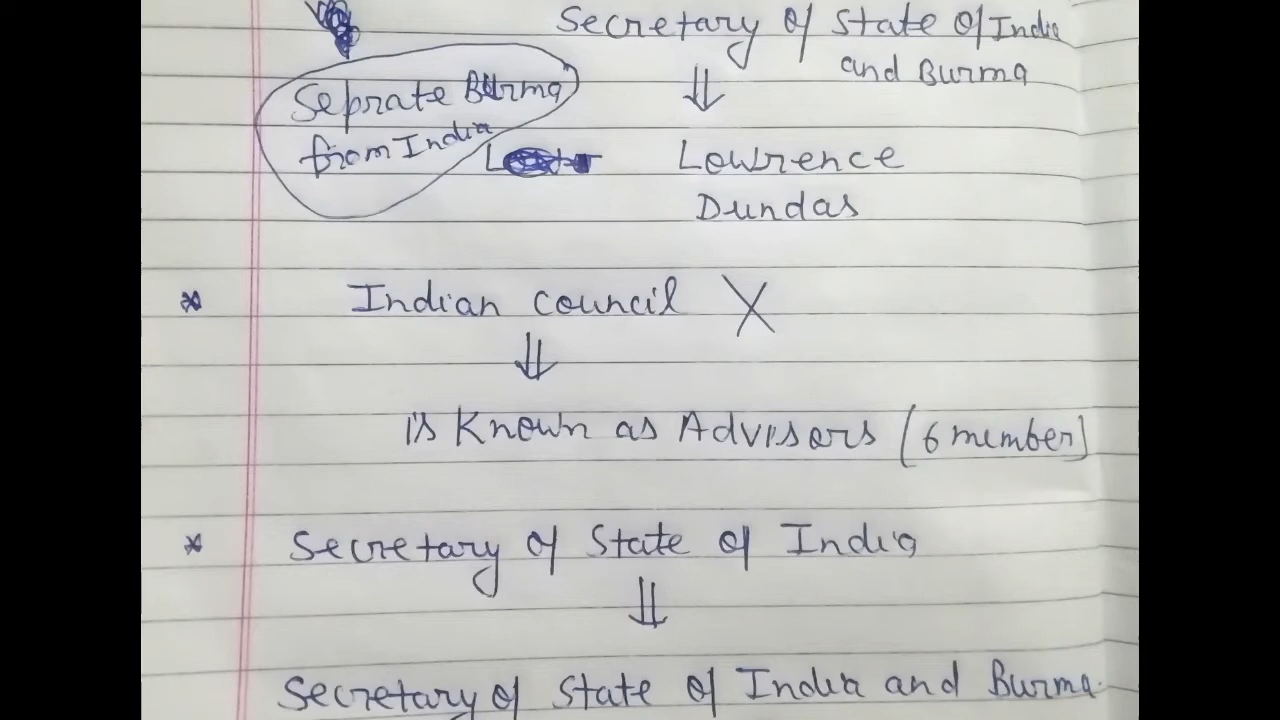 Secretary of State of India
and Burma
⇓
Seprate Burma
from India
Lowrence
Dundas
* Indian council X
⇓
is Known as Advisors (6 member]
* Secretary of State of India
⇓
Secretary of State of India and Burma.